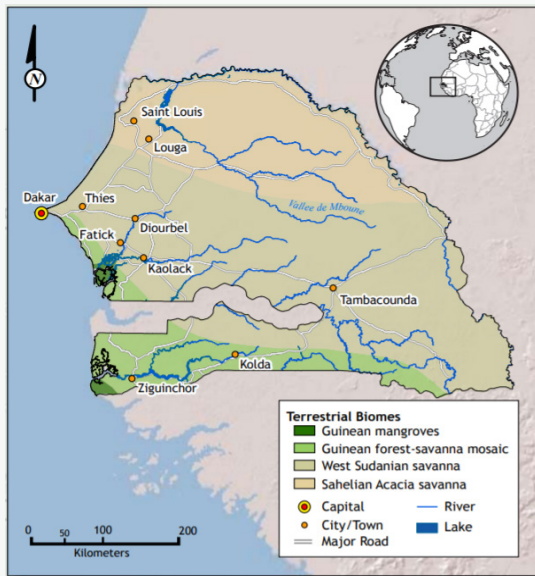 N
Saint Louis
Louga
Dakar
Thies
Vallee de Mboune
Diourbel
Fatick
Kaolack
Tambacounda
Kolda
Ziguinchor
Terrestrial Biomes
Guinean mangroves
Guinean forest-savanna mosaic
West Sudanian savanna
Sahelian Acacia savanna
Capital
River
City/Town
Lake
Major Road
0 50 100 200
Kilometers